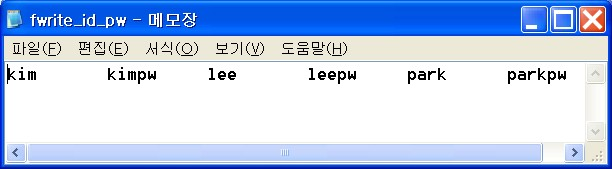 fwrite_id_pw - 메모장
파일(F) 편집(E) 서식(O) 보기(V) 도움말(H)
kim kimpw lee leepw park parkpw